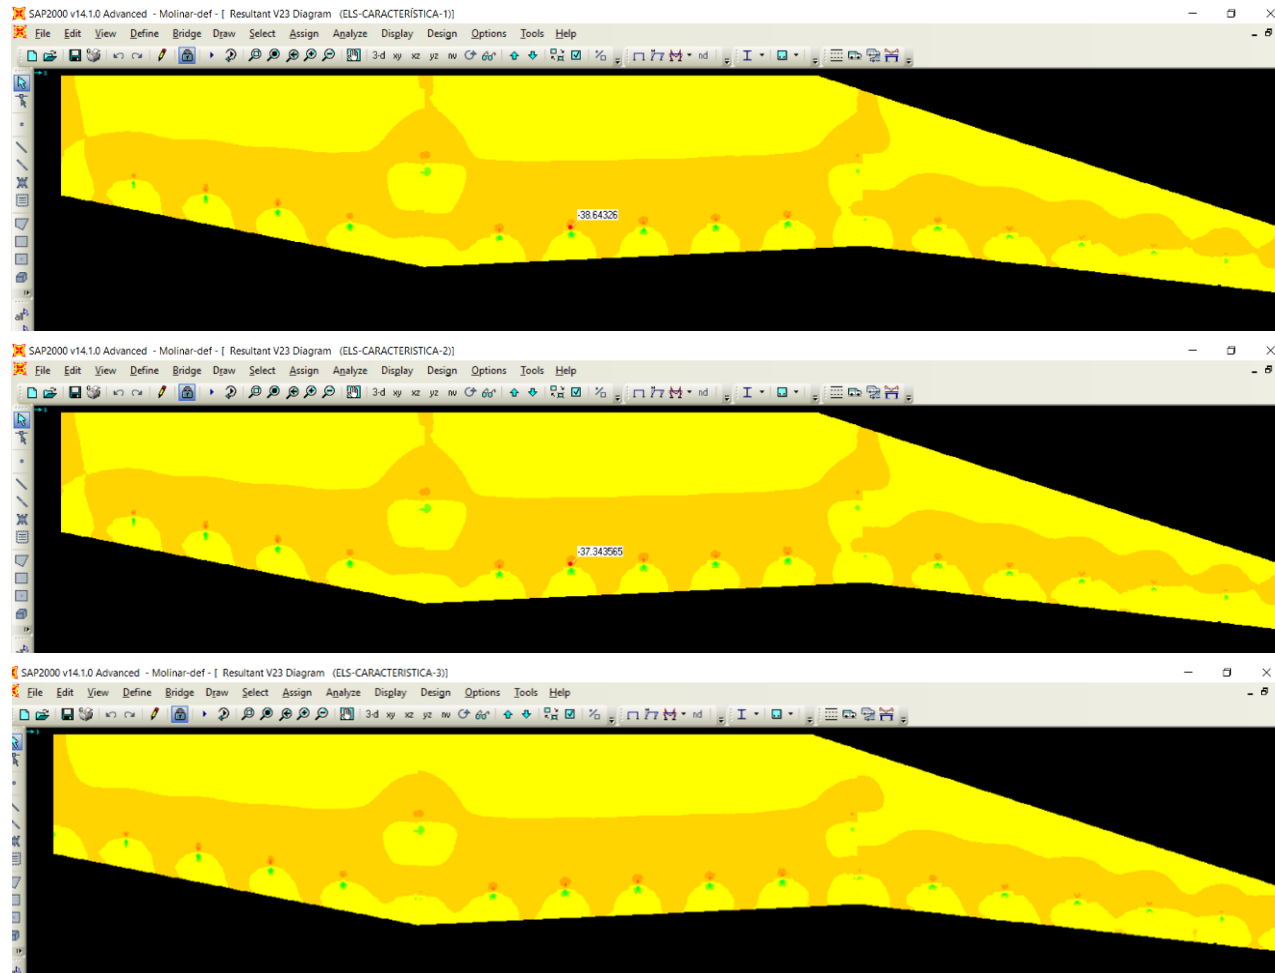 SAP2000 v14.1.0 Advanced - Molinar-def - [ Resultant V23 Diagram (ELS-CARACTERÍSTICA-1)]
File Edit View Define Bridge Draw Select Assign Analyze Display Design Options Tools Help
3-d xy xz yz nv nd
-38.64326
SAP2000 v14.1.0 Advanced - Molinar-def - [ Resultant V23 Diagram (ELS-CARACTERISTICA-2)]
File Edit View Define Bridge Draw Select Assign Analyze Display Design Options Tools Help
3-d xy xz yz nv nd
-37.343565
SAP2000 v14.1.0 Advanced - Molinar-def - [ Resultant V23 Diagram (ELS-CARACTERISTICA-3)]
File Edit View Define Bridge Draw Select Assign Analyze Display Design Options Tools Help
3-d xy xz yz nv nd